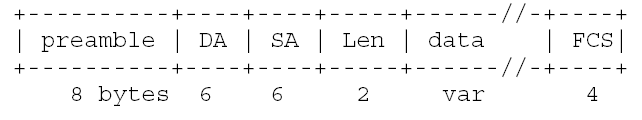 +----------+----+----+-----+------//-+----+
| preamble | DA | SA | Len | data | FCS|
+----------+----+----+-----+------//-+----+
8 bytes 6 6 2 var 4